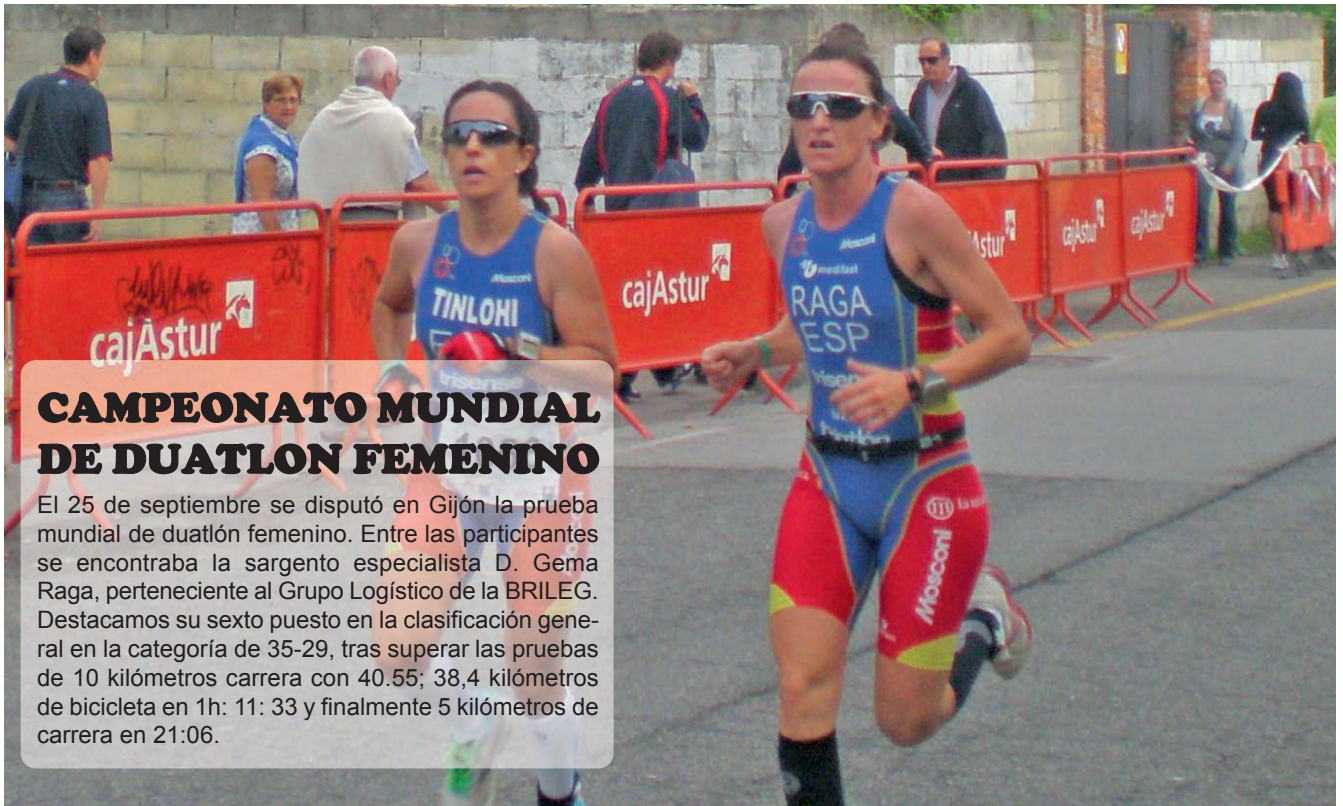 cajAstur
cajAstur
Astur
cajAstur
cajAstur
Mosconi
TINLOHI
trisense
Mosconi
medilast
RAGA
ESP
Mosconi
CAMPEONATO MUNDIAL
DE DUATLON FEMENINO
El 25 de septiembre se disputó en Gijón la prueba
mundial de duatlón femenino. Entre las participantes
se encontraba la sargento especialista D. Gema
Raga, perteneciente al Grupo Logístico de la BRILEG.
Destacamos su sexto puesto en la clasificación gene-
ral en la categoría de 35-29, tras superar las pruebas
de 10 kilómetros carrera con 40.55; 38,4 kilómetros
de bicicleta en 1h: 11: 33 y finalmente 5 kilómetros de
carrera en 21:06.